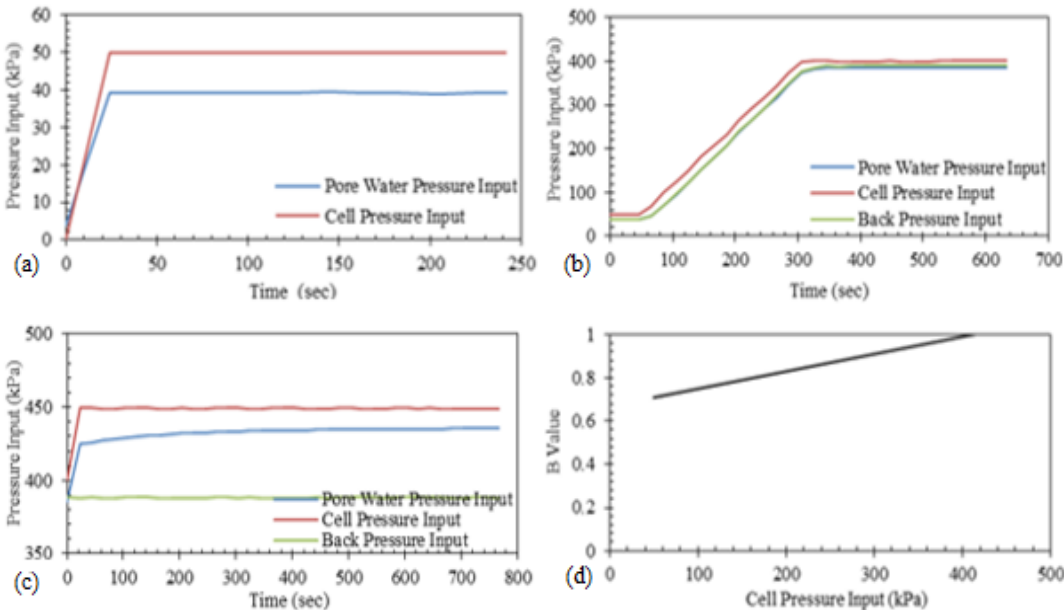 60
50
40
30
20
10
0
Pressure Input (kPa)
Pore Water Pressure Input
Cell Pressure Input
0 50 100 150 200 250
Time (sec)
(a)
500
400
300
200
100
0
Pressure Input (kPa)
Pore Water Pressure Input
Cell Pressure Input
Back Pressure Input
0 100 200 300 400 500 600 700
Time (sec)
(b)
500
450
400
350
Pressure Input (kPa)
Pore Water Pressure Input
Cell Pressure Input
Back Pressure Input
0 100 200 300 400 500 600 700 800
Time (sec)
(c)
1
0.8
0.6
0.4
0.2
0
B Value
0 100 200 300 400 500
Cell Pressure Input (kPa)
(d)